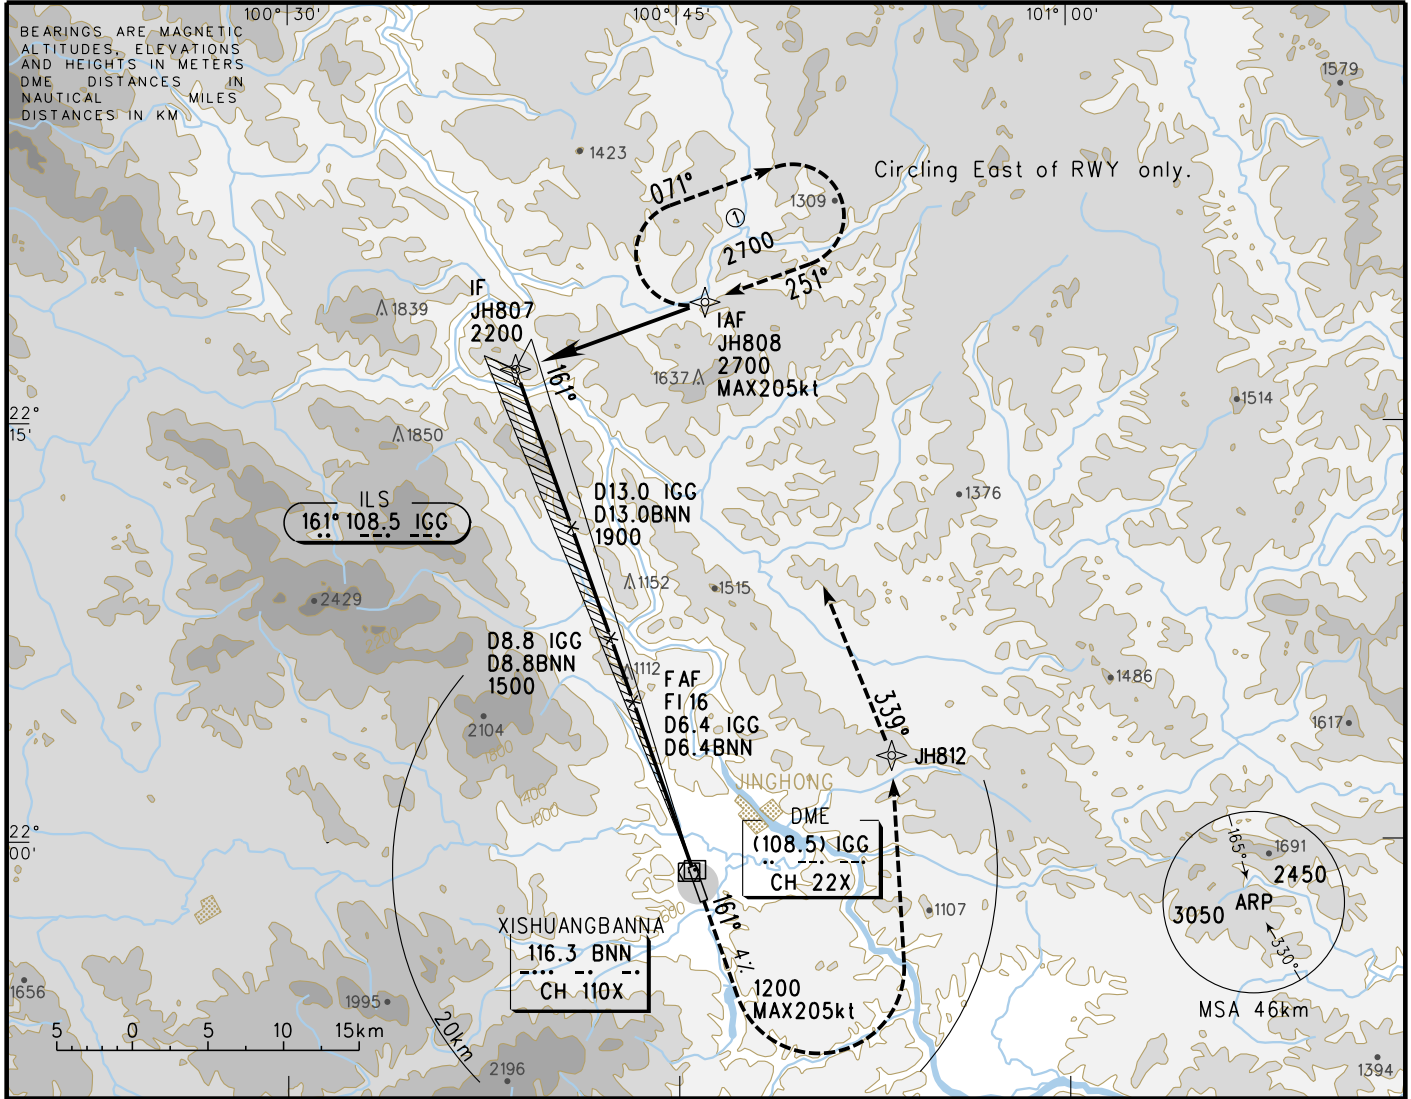 100°30'
100°45'
101°00'
BEARINGS ARE MAGNETIC
ALTITUDES, ELEVATIONS
AND HEIGHTS IN METERS
DME DISTANCES IN
NAUTICAL MILES
DISTANCES IN KM
1579
1423
Circling East of RWY only.
071°
1309
1
2700
251°
IF
JH807
2200
1839
IAF
JH808
2700
MAX205kt
161°
1637
1514
22°
15'
1850
ILS
161° 108.5 IGG
D13.0 IGG
D13.0BNN
1900
1376
1152
1515
2429
D8.8 IGG
D8.8BNN
1500
1112
FAF
FI16
D6.4 IGG
D6.4BNN
1486
339°
1617
2104
1800
JH812
JINGHONG
1400
1000
DME
(108.5) IGG
CH 22X
22°
00'
165°
1691
2450
ARP
3050
330°
MSA 46km
1107
161°
600
XISHUANGBANNA
116.3 BNN
CH 110X
4%
1200
MAX205kt
1656
1995
5 0 5 10 15km
20km
2196
1394